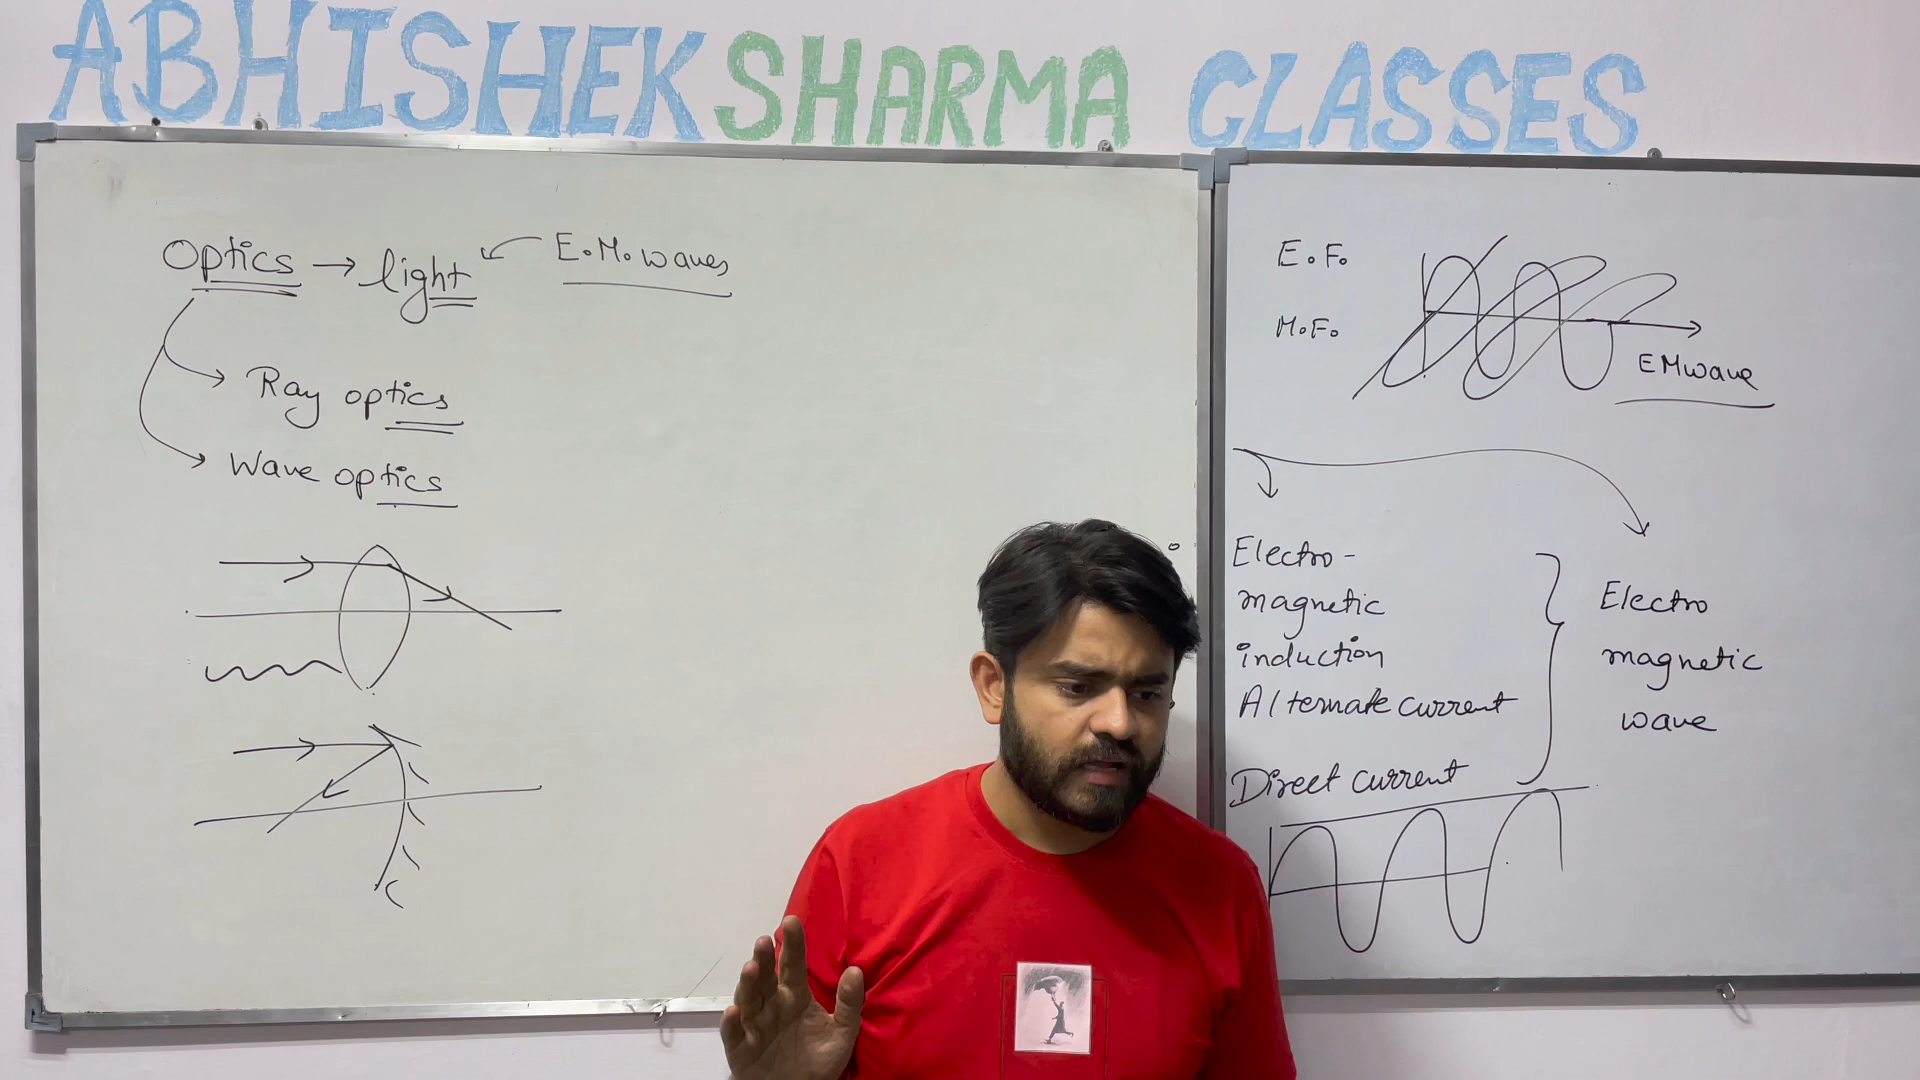 ABHISHEK SHARMA CLASSES
Optics → light
E.M. waves
Ray optics
Wave optics
E.F.
M.F.
EM wave
Electro-
magnetic
induction
Alternate current
Direct current
Electro
magnetic
wave